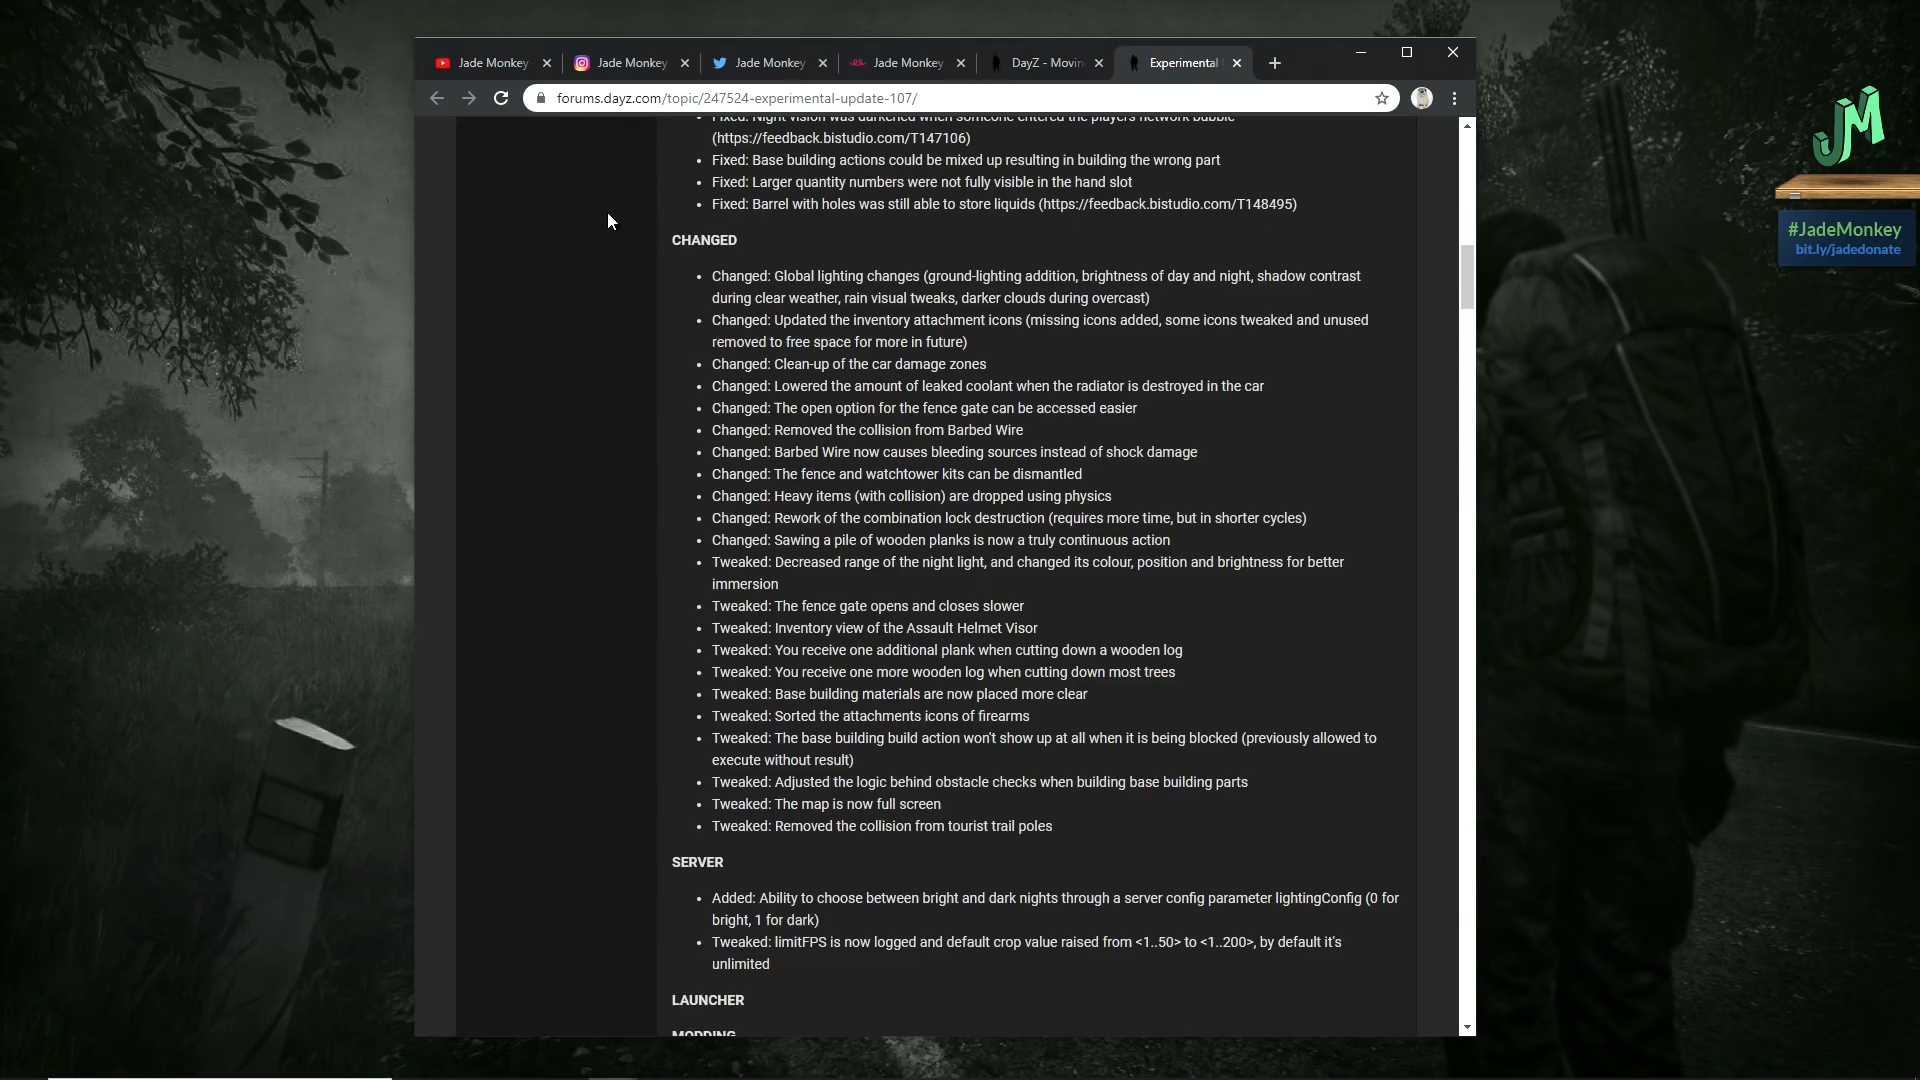 Jade Monkey
Jade Monkey
Jade Monkey
Jade Monkey
DayZ - Movin
Experimental
forums.dayz.com/topic/247524-experimental-update-107/
JM
#JadeMonkey
bit.ly/jadedonate
Fixed: Night vision was darkened when someone entered the players network bubble
(https://feedback.bistudio.com/T147106)
Fixed: Base building actions could be mixed up resulting in building the wrong part
Fixed: Larger quantity numbers were not fully visible in the hand slot
Fixed: Barrel with holes was still able to store liquids (https://feedback.bistudio.com/T148495)
CHANGED
Changed: Global lighting changes (ground-lighting addition, brightness of day and night, shadow contrast
during clear weather, rain visual tweaks, darker clouds during overcast)
Changed: Updated the inventory attachment icons (missing icons added, some icons tweaked and unused
removed to free space for more in future)
Changed: Clean-up of the car damage zones
Changed: Lowered the amount of leaked coolant when the radiator is destroyed in the car
Changed: The open option for the fence gate can be accessed easier
Changed: Removed the collision from Barbed Wire
Changed: Barbed Wire now causes bleeding sources instead of shock damage
Changed: The fence and watchtower kits can be dismantled
Changed: Heavy items (with collision) are dropped using physics
Changed: Rework of the combination lock destruction (requires more time, but in shorter cycles)
Changed: Sawing a pile of wooden planks is now a truly continuous action
Tweaked: Decreased range of the night light, and changed its colour, position and brightness for better
immersion
Tweaked: The fence gate opens and closes slower
Tweaked: Inventory view of the Assault Helmet Visor
Tweaked: You receive one additional plank when cutting down a wooden log
Tweaked: You receive one more wooden log when cutting down most trees
Tweaked: Base building materials are now placed more clear
Tweaked: Sorted the attachments icons of firearms
Tweaked: The base building build action won't show up at all when it is being blocked (previously allowed to
execute without result)
Tweaked: Adjusted the logic behind obstacle checks when building base building parts
Tweaked: The map is now full screen
Tweaked: Removed the collision from tourist trail poles
SERVER
Added: Ability to choose between bright and dark nights through a server config parameter lightingConfig (0 for
bright, 1 for dark)
Tweaked: limitFPS is now logged and default crop value raised from <1..50> to <1..200>, by default it's
unlimited
LAUNCHER
MODDING